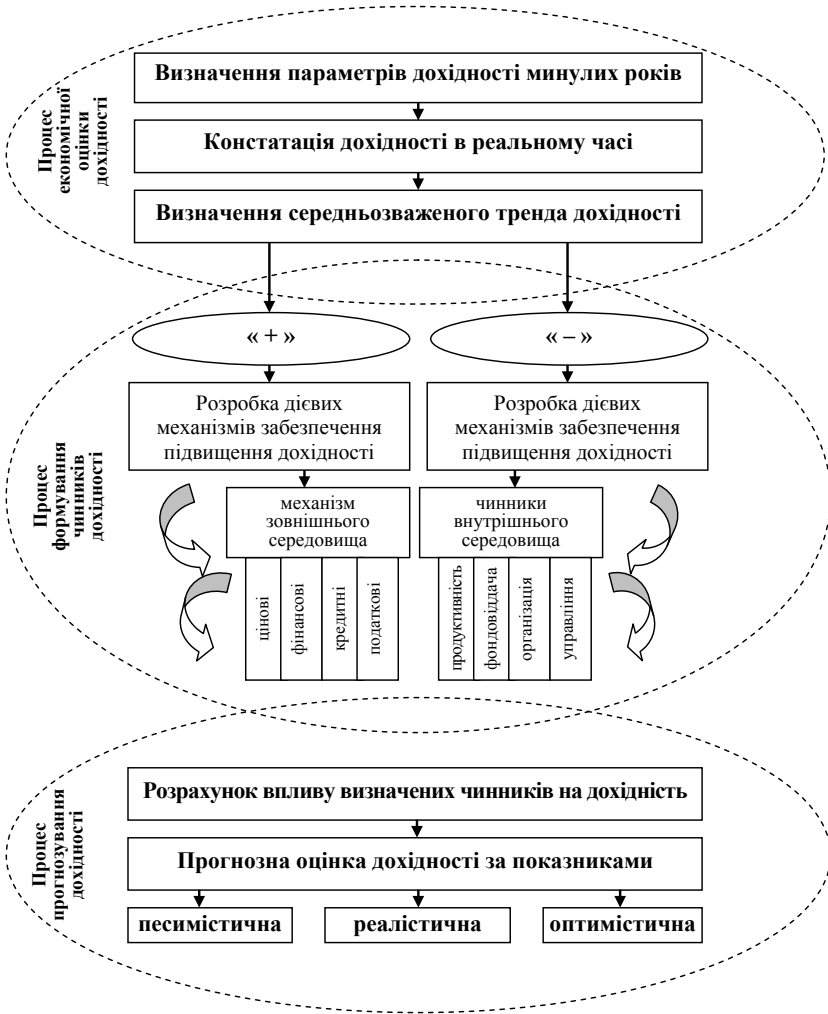 Процес
економічної
оцінки
дохідності
Визначення параметрів дохідності минулих років
Констатація дохідності в реальному часі
Визначення середньозваженого тренда дохідності
« + »
« – »
Процес
формування
чинників
дохідності
Розробка дієвих
механізмів забезпечення
підвищення дохідності
Розробка дієвих
механізмів забезпечення
підвищення дохідності
механізм
зовнішнього
середовища
чинники
внутрішнього
середовища
цінові
фінансові
кредитні
податкові
продуктивність
фондовіддача
організація
управління
Процес
прогнозування
дохідності
Розрахунок впливу визначених чинників на дохідність
Прогнозна оцінка дохідності за показниками
песимістична
реалістична
оптимістична